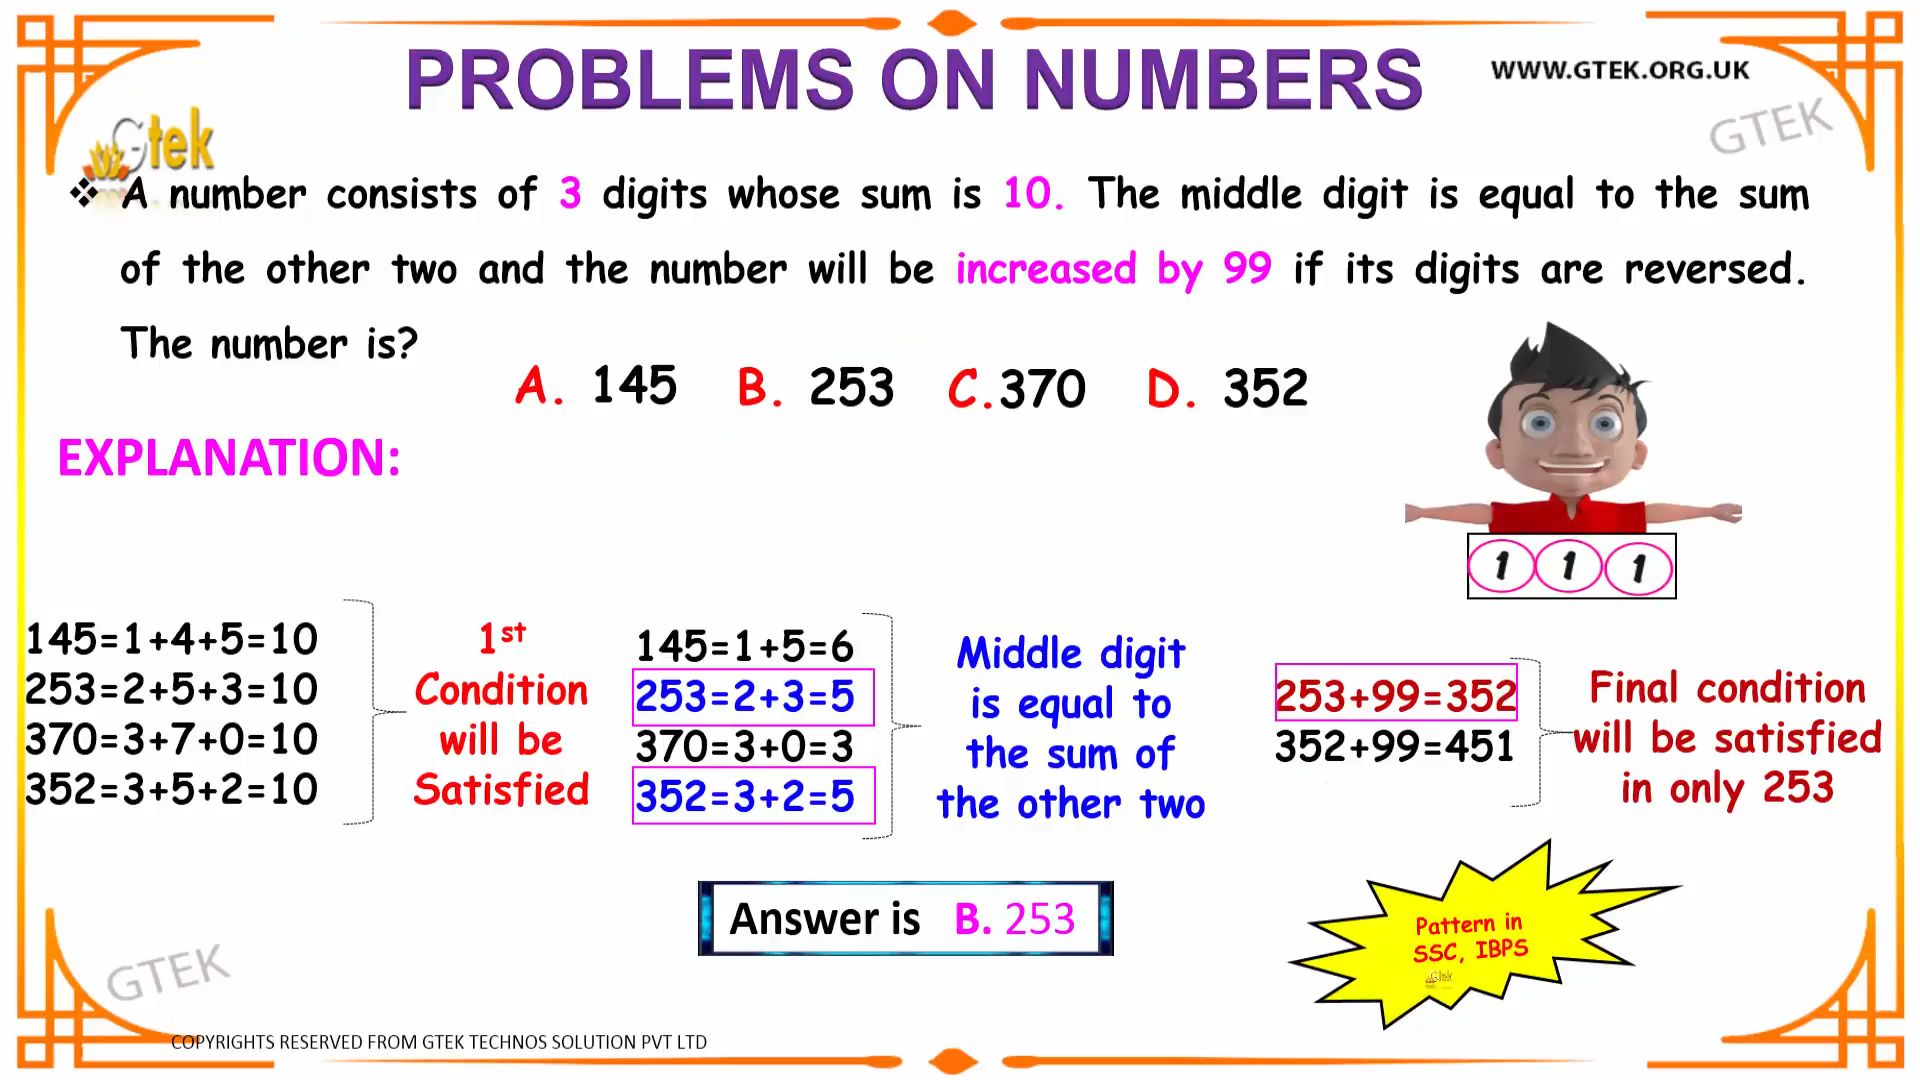 PROBLEMS ON NUMBERS
WWW.GTEK.ORG.UK
GTEK
Gtek
❖ A number consists of 3 digits whose sum is 10. The middle digit is equal to the sum
of the other two and the number will be increased by 99 if its digits are reversed.
The number is?
A. 145 B. 253 C.370 D. 352
EXPLANATION:
1 1 1
145=1+4+5=10
253=2+5+3=10
370=3+7+0=10
352=3+5+2=10
1st
Condition
will be
Satisfied
145=1+5=6
253=2+3=5
370=3+0=3
352=3+2=5
Middle digit
is equal to
the sum of
the other two
253+99=352
352+99=451
Final condition
will be satisfied
in only 253
Answer is B. 253
Pattern in
SSC, IBPS
Gtek
GTEK
COPYRIGHTS RESERVED FROM GTEK TECHNOS SOLUTION PVT LTD